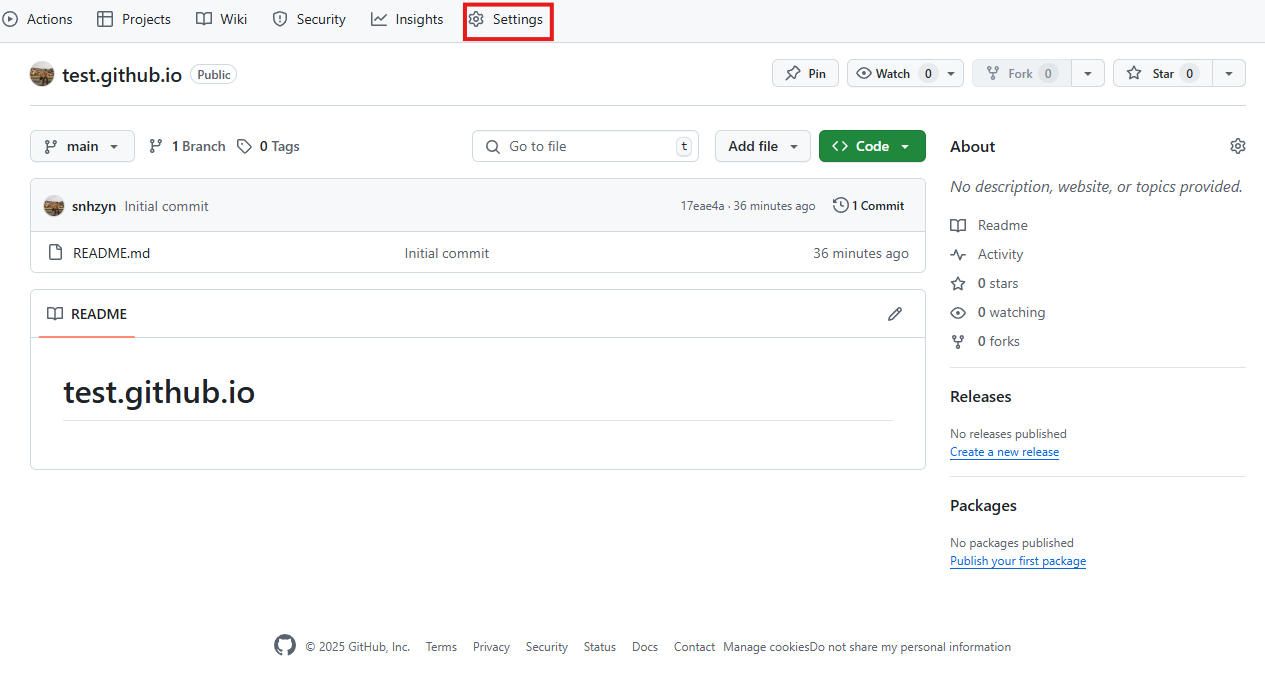 Actions Projects Wiki Security Insights Settings
test.github.io Public Pin Watch 0 Fork 0 Star 0
main 1 Branch 0 Tags Go to file t Add file Code
About
No description, website, or topics provided.
snhzyn Initial commit 17eae4a · 36 minutes ago 1 Commit
README.md Initial commit 36 minutes ago
README
test.github.io
Readme
Activity
0 stars
0 watching
0 forks
Releases
No releases published
Create a new release
Packages
No packages published
Publish your first package
© 2025 GitHub, Inc. Terms Privacy Security Status Docs Contact Manage cookies Do not share my personal information